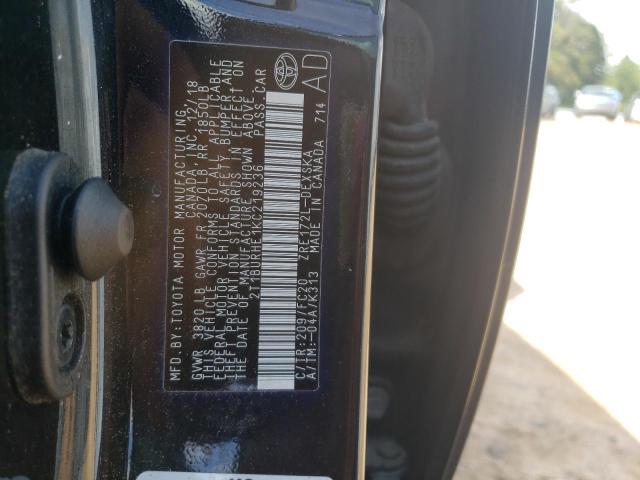 MFD.BY:TOYOTA MOTOR MANUFACTURING
CANADA, INC. 12/18
GVWR 3820LB GAWR FR 2070LB RR 1850LB
THIS VEHICLE CONFORMS TO ALL APPLICABLE
FEDERAL MOTOR VEHICLE SAFETY, BUMPER, AND
THEFT PREVENTION STANDARDS IN EFFECT ON
THE DATE OF MANUFACTURE SHOWN ABOVE.
2T1BURHE1KC219236 PASS.CAR
C/TR:209/FC20 ZRE172L-DEXSKA
A/TM:-04A/K313 MADE IN CANADA 714
AD